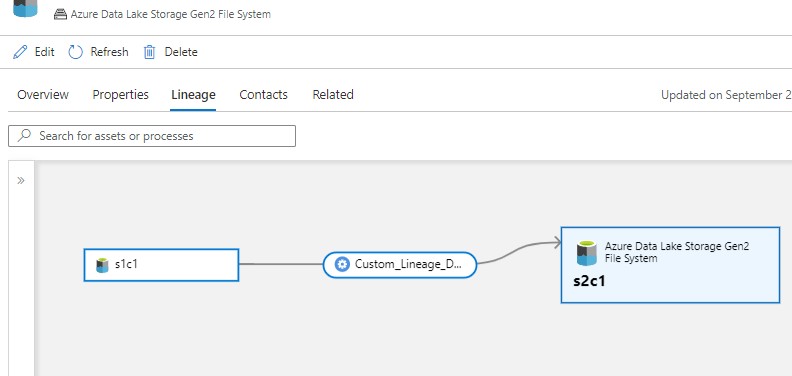 Azure Data Lake Storage Gen2 File System
Edit Refresh Delete
Overview Properties Lineage Contacts Related Updated on September 2
Search for assets or processes
»
s1c1
Custom_Lineage_D...
Azure Data Lake Storage Gen2
File System
s2c1